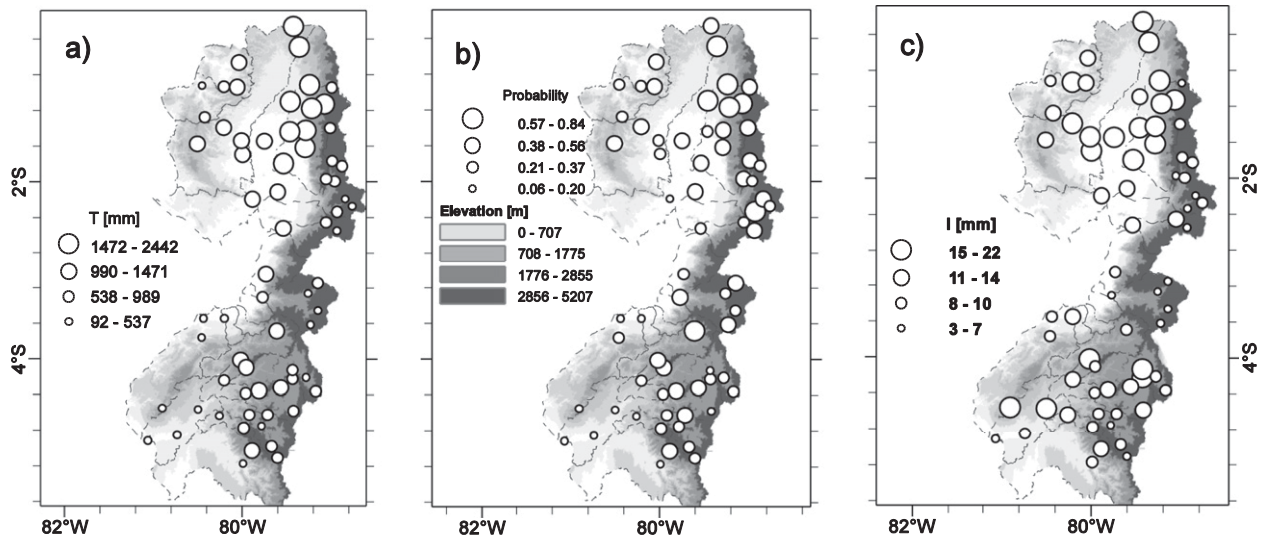 a)
T [mm]
1472 - 2442
990 - 1471
538 - 989
92 - 537
2°S
4°S
82°W
80°W
b)
Probability
0.57 - 0.84
0.38 - 0.56
0.21 - 0.37
0.06 - 0.20
Elevation [m]
0 - 707
708 - 1775
1776 - 2855
2856 - 5207
82°W
80°W
c)
I [mm]
15 - 22
11 - 14
8 - 10
3 - 7
2°S
4°S
82°W
80°W